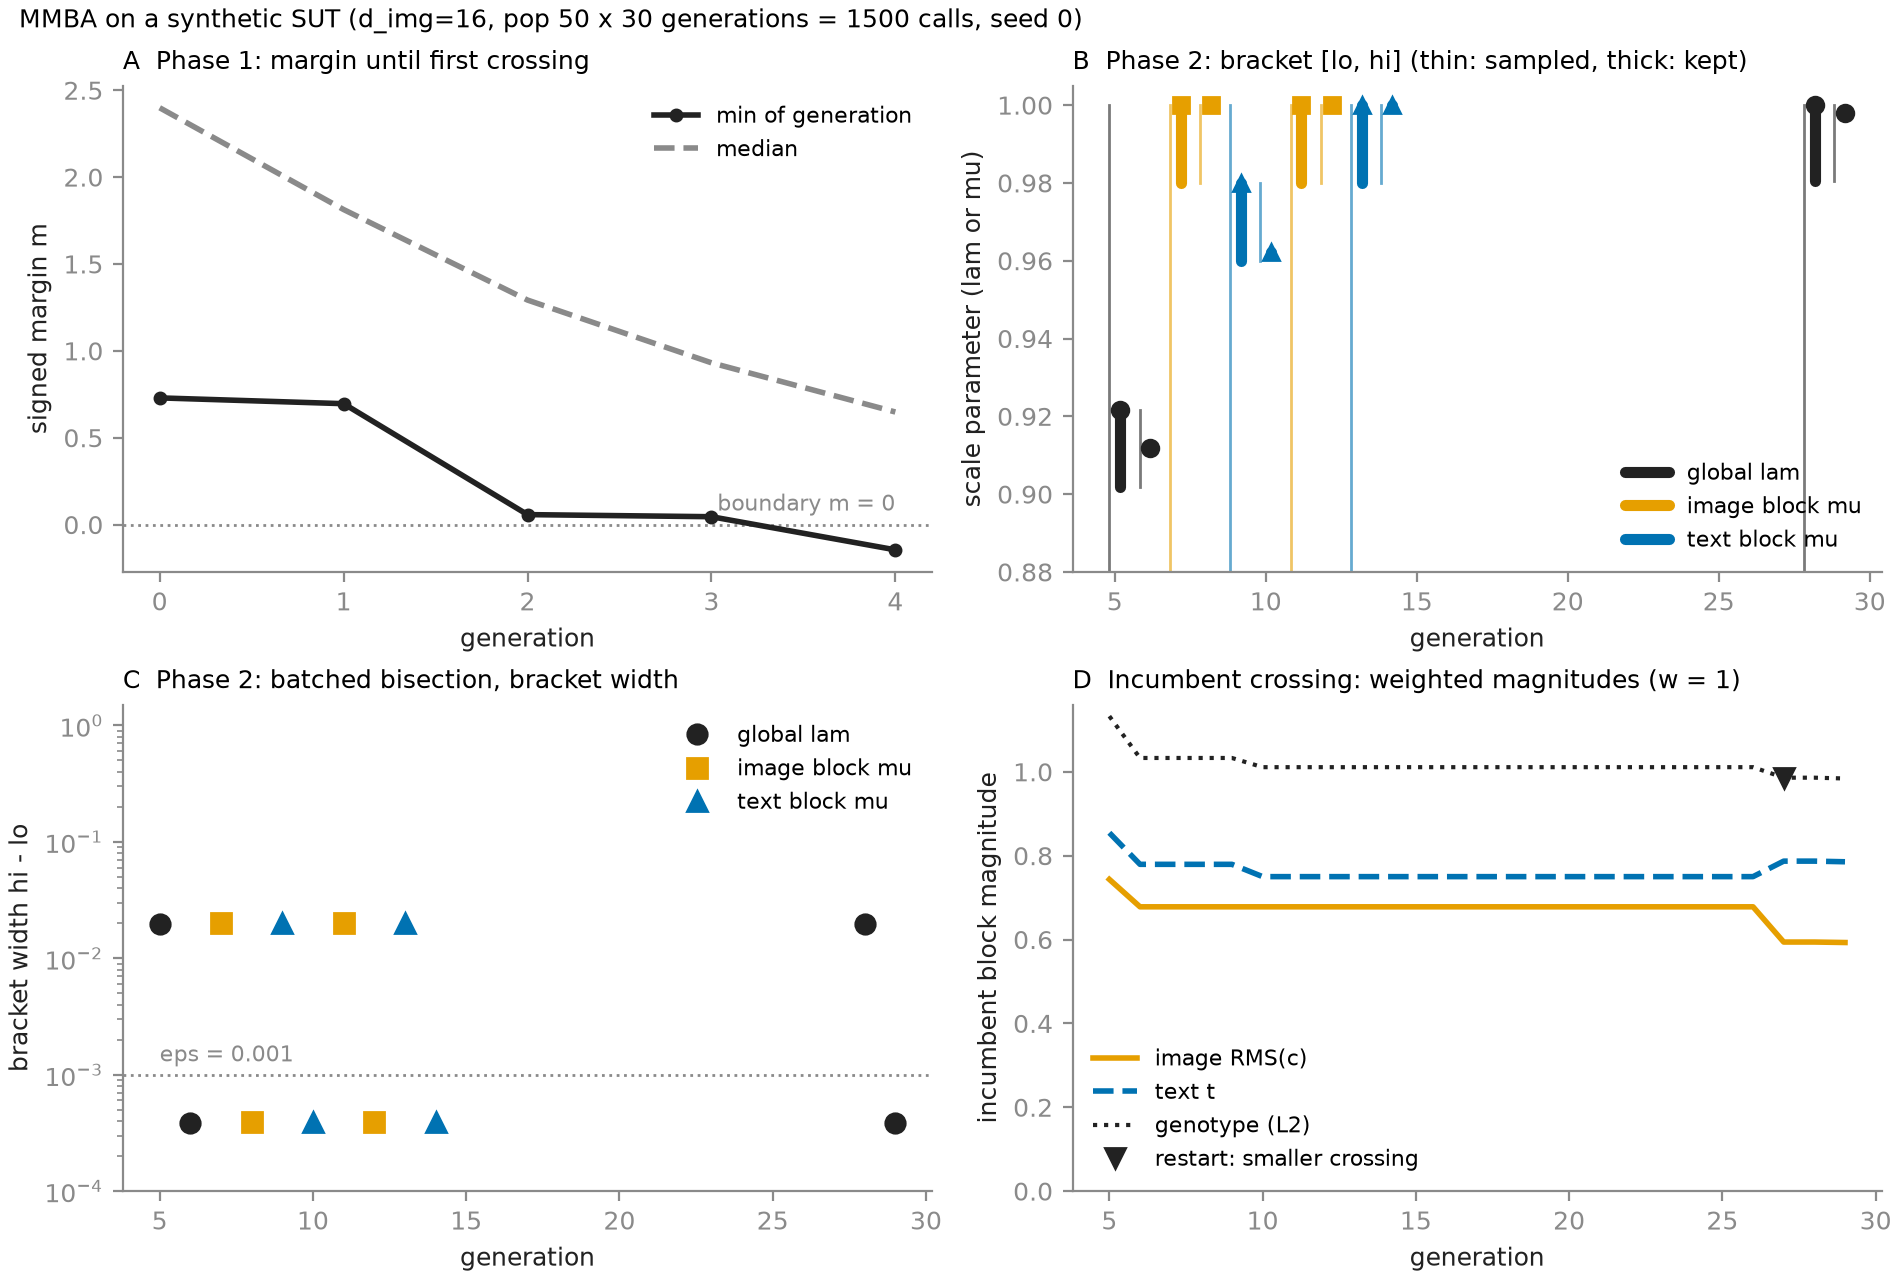 MMBA on a synthetic SUT (d_img=16, pop 50 x 30 generations = 1500 calls, seed 0)
A Phase 1: margin until first crossing
2.5
2.0
1.5
1.0
0.5
0.0
signed margin m
min of generation
median
boundary m = 0
0 1 2 3 4
generation
B Phase 2: bracket [lo, hi] (thin: sampled, thick: kept)
1.00
0.98
0.96
0.94
0.92
0.90
0.88
scale parameter (lam or mu)
global lam
image block mu
text block mu
5 10 15 20 25 30
generation
C Phase 2: batched bisection, bracket width
10⁰
10⁻¹
10⁻²
10⁻³
10⁻⁴
bracket width hi - lo
global lam
image block mu
text block mu
eps = 0.001
5 10 15 20 25 30
generation
D Incumbent crossing: weighted magnitudes (w = 1)
1.0
0.8
0.6
0.4
0.2
0.0
incumbent block magnitude
image RMS(c)
text t
genotype (L2)
restart: smaller crossing
5 10 15 20 25 30
generation